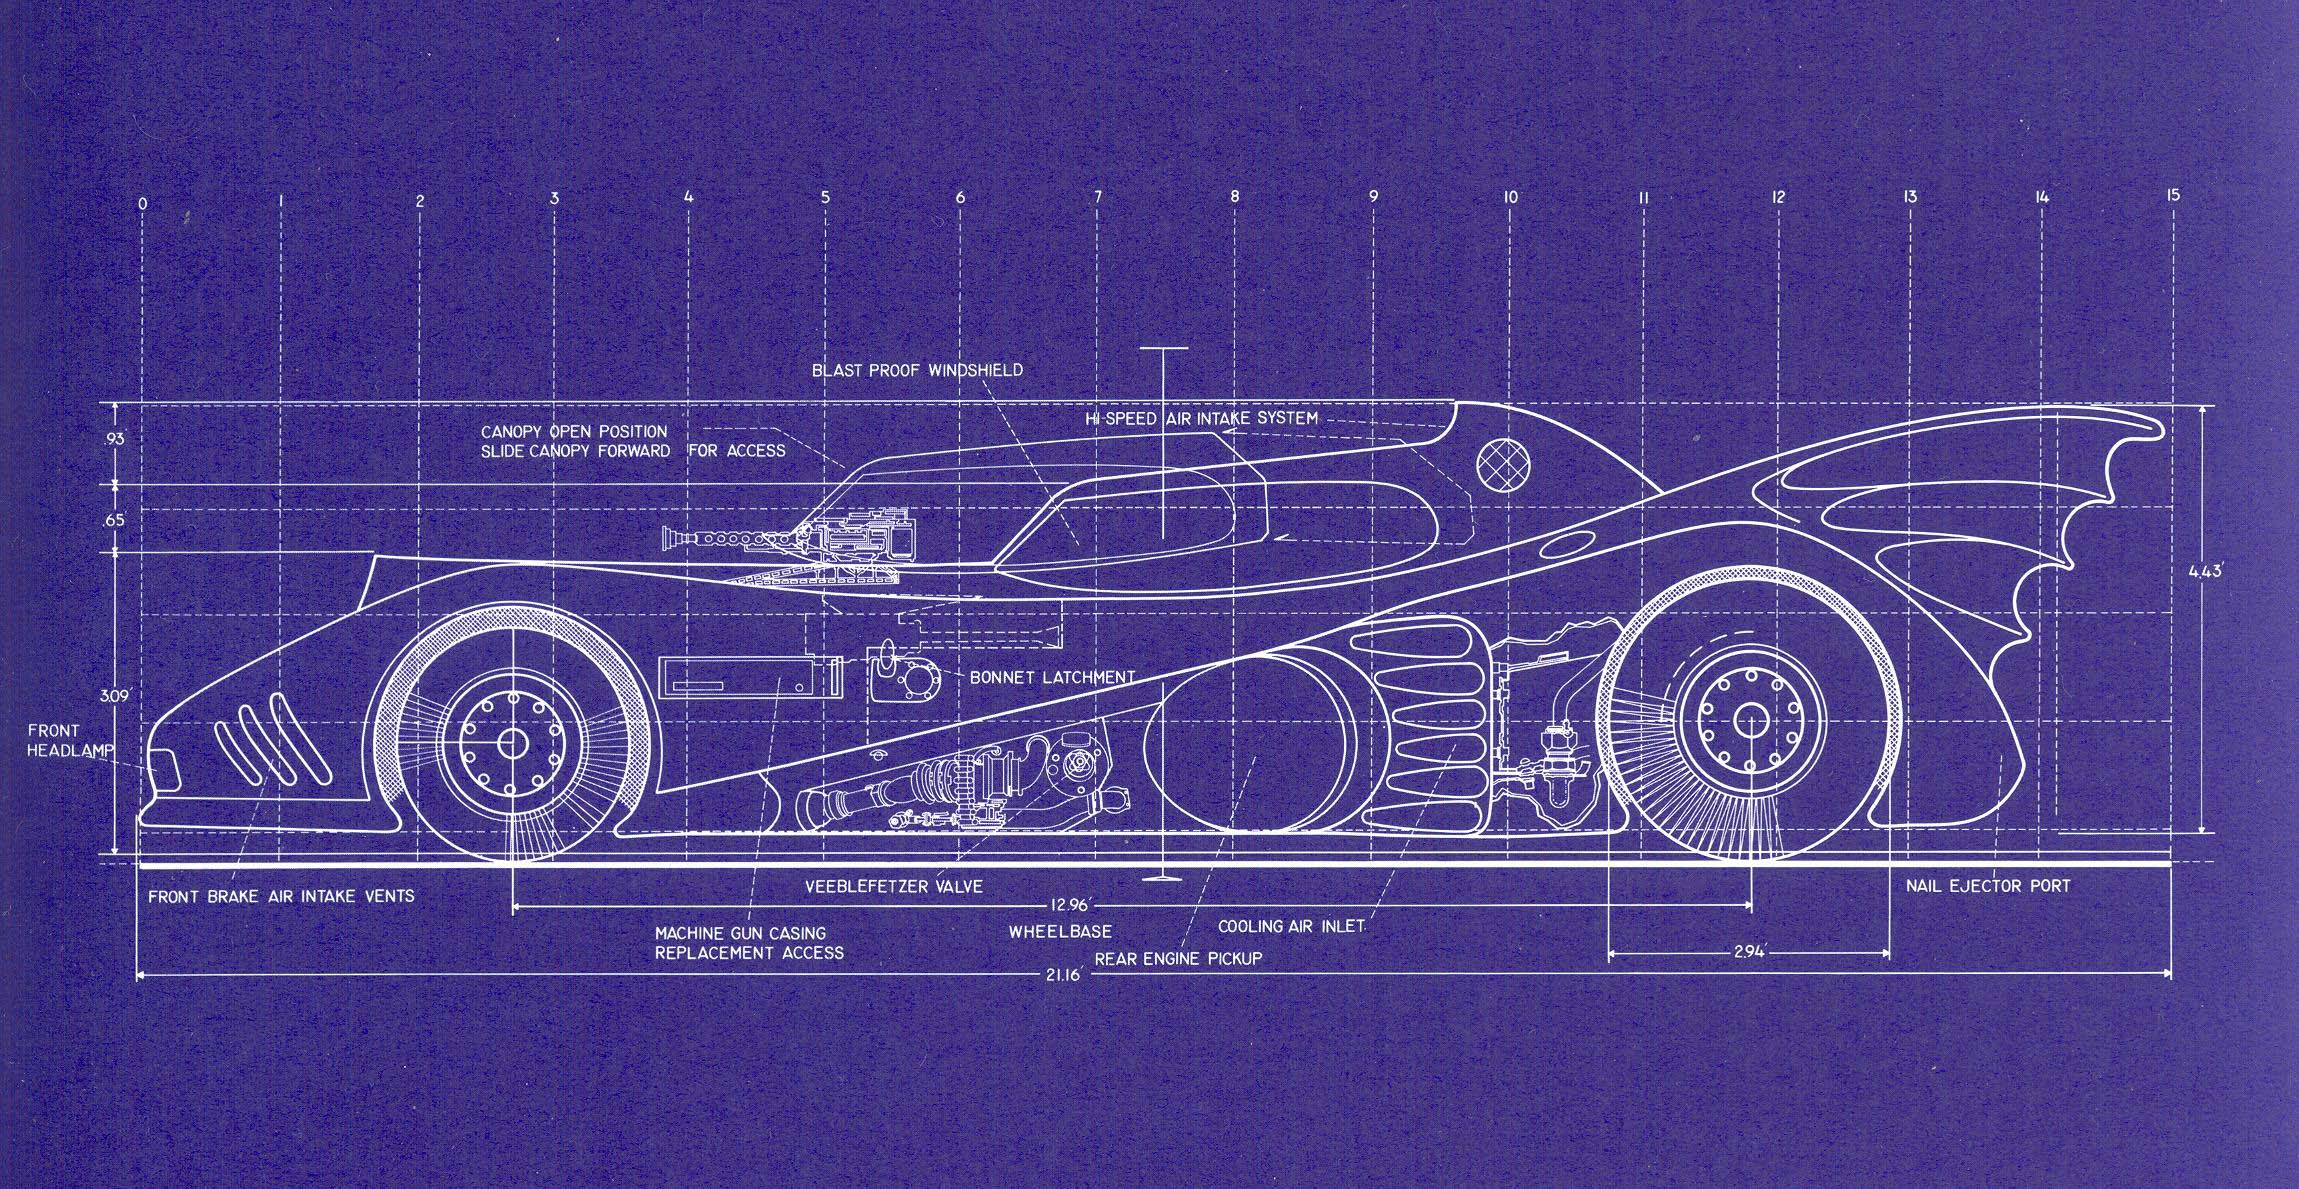 0 1 2 3 4 5 6 7 8 9 10 11 12 13 14 15
BLAST PROOF WINDSHIELD
HI-SPEED AIR INTAKE SYSTEM
CANOPY OPEN POSITION
SLIDE CANOPY FORWARD FOR ACCESS
.93'
.65'
4.43'
BONNET LATCHMENT
3.09'
FRONT
HEADLAMP
VEEBLEFETZER VALVE
NAIL EJECTOR PORT
FRONT BRAKE AIR INTAKE VENTS
12.96'
WHEELBASE
COOLING AIR INLET
MACHINE GUN CASING
REPLACEMENT ACCESS
2.94'
REAR ENGINE PICKUP
21.16'